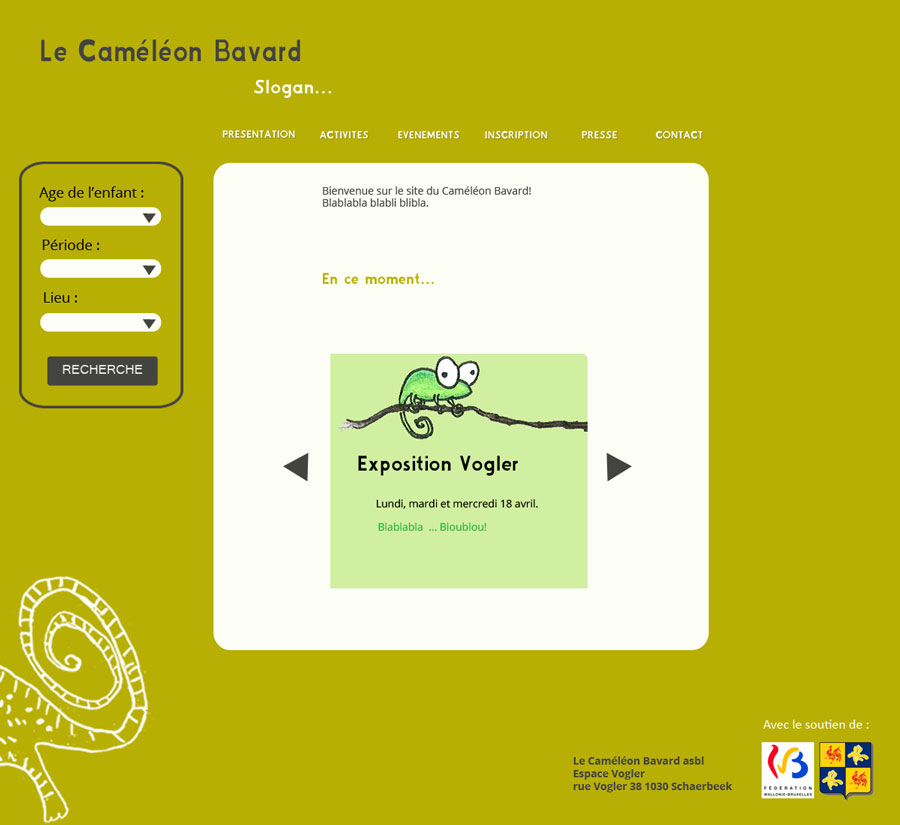 Le Caméléon Bavard
Slogan...
PRESENTATION ACTIVITES EVENEMENTS INSCRIPTION PRESSE CONTACT
Age de l'enfant :
Période :
Lieu :
RECHERCHE
Bienvenue sur le site du Caméléon Bavard!
Blablabla blabli blibla.
En ce moment...
Exposition Vogler
Lundi, mardi et mercredi 18 avril.
Blablabla ... Bloublou!
Le Caméléon Bavard asbl
Espace Vogler
rue Vogler 38 1030 Schaerbeek
Avec le soutien de :
FÉDÉRATION
WALLONIE-BRUXELLES